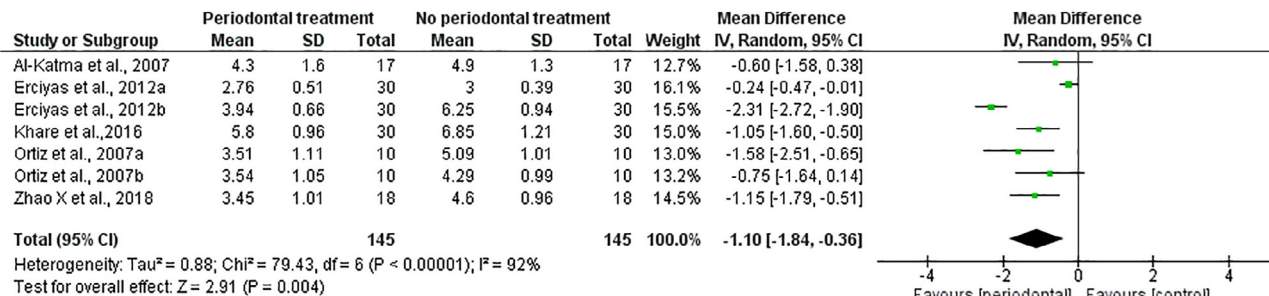 Periodontal treatment No periodontal treatment Mean Difference Mean Difference
Study or Subgroup Mean SD Total Mean SD Total Weight IV, Random, 95% CI IV, Random, 95% CI
Al-Katma et al., 2007 4.3 1.6 17 4.9 1.3 17 12.7% -0.60 [-1.58, 0.38]
Erciyas et al., 2012a 2.76 0.51 30 3 0.39 30 16.1% -0.24 [-0.47, -0.01]
Erciyas et al., 2012b 3.94 0.66 30 6.25 0.94 30 15.5% -2.31 [-2.72, -1.90]
Khare et al.,2016 5.8 0.96 30 6.85 1.21 30 15.0% -1.05 [-1.60, -0.50]
Ortiz et al., 2007a 3.51 1.11 10 5.09 1.01 10 13.0% -1.58 [-2.51, -0.65]
Ortiz et al., 2007b 3.54 1.05 10 4.29 0.99 10 13.2% -0.75 [-1.64, 0.14]
Zhao X et al., 2018 3.45 1.01 18 4.6 0.96 18 14.5% -1.15 [-1.79, -0.51]
Total (95% CI) 145 145 100.0% -1.10 [-1.84, -0.36]
Heterogeneity: Tau² = 0.88; Chi² = 79.43, df = 6 (P < 0.00001); I² = 92%
Test for overall effect: Z = 2.91 (P = 0.004)
-4 -2 0 2 4
Favours [periodontal] Favours [control]